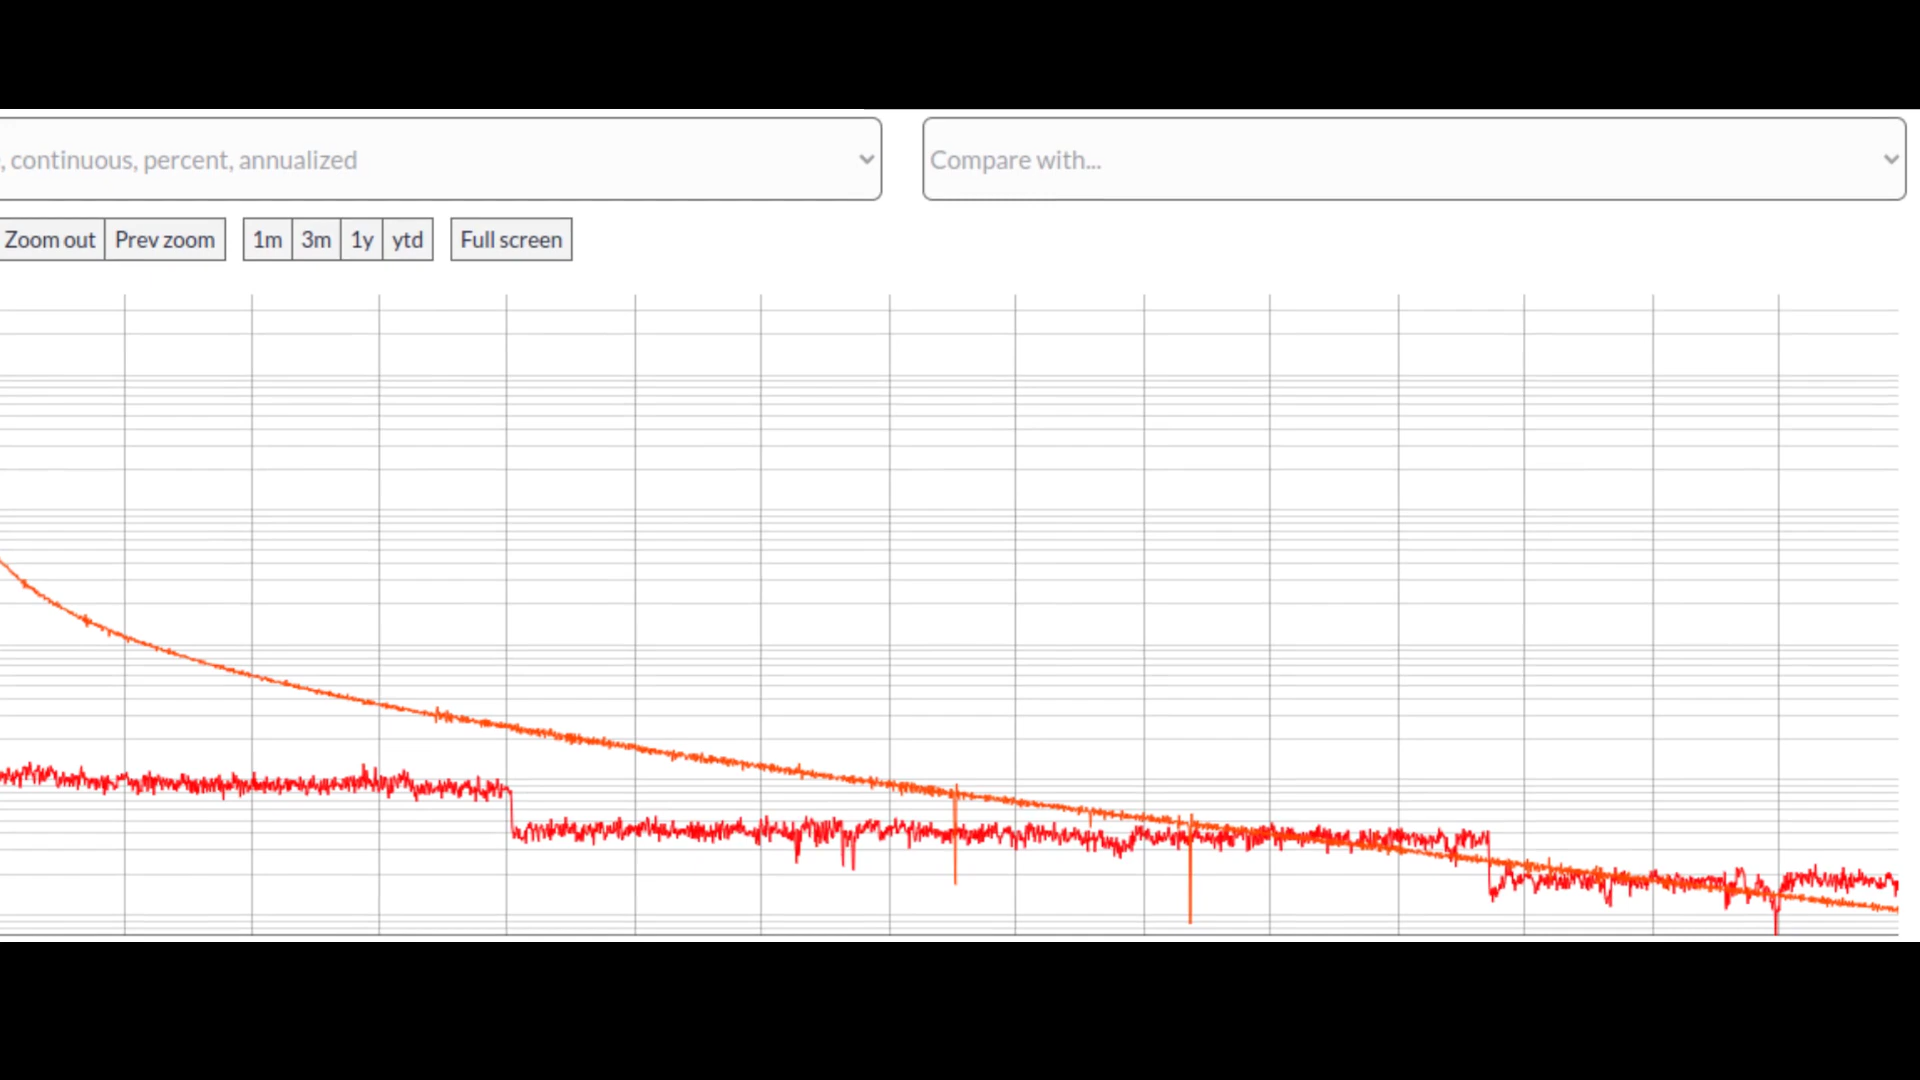 , continuous, percent, annualized
Compare with...
Zoom out Prev zoom 1m 3m 1y ytd Full screen